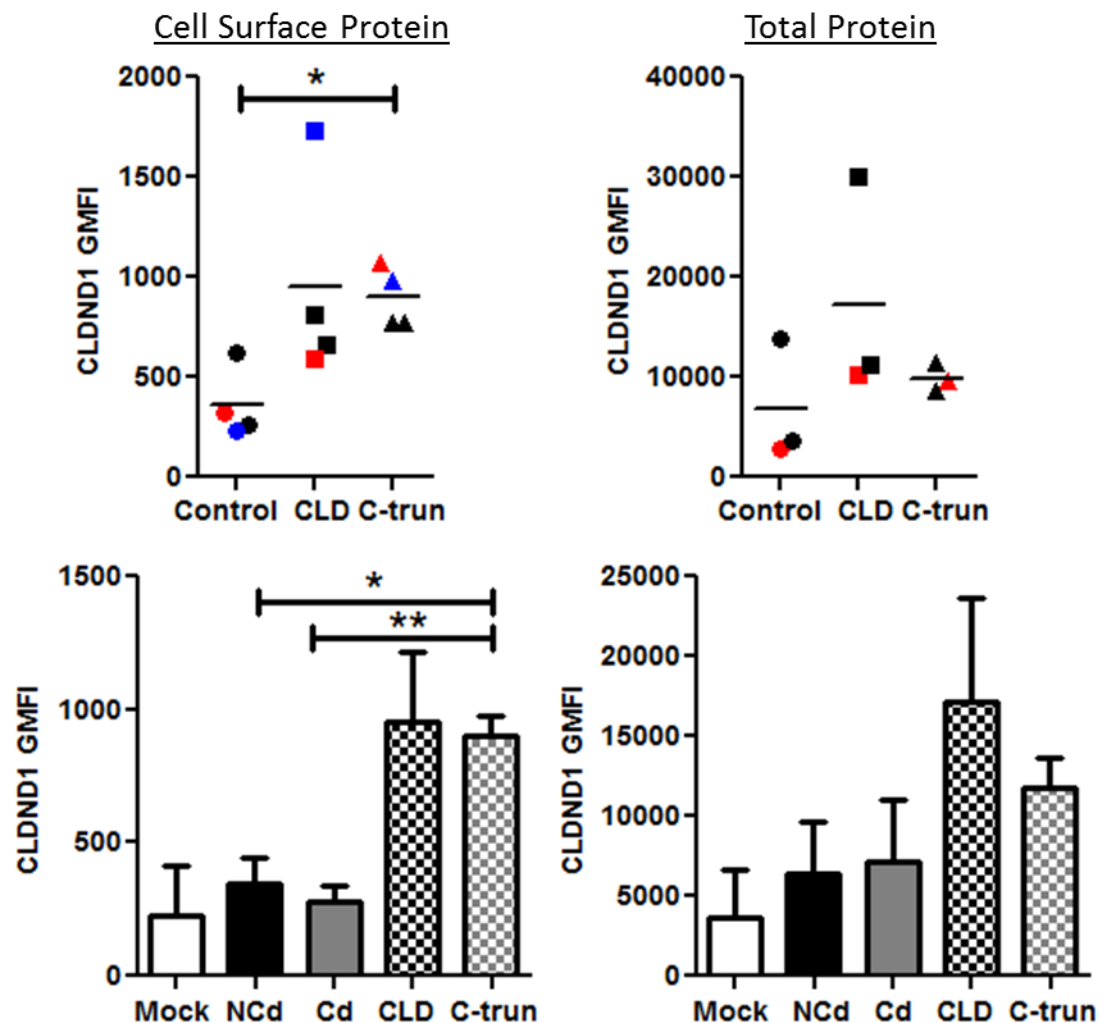 Cell Surface Protein
Total Protein
2000
1500
1000
500
0
CLDND1 GMFI
*
Control CLD C-trun
40000
30000
20000
10000
0
CLDND1 GMFI
Control CLD C-trun
1500
1000
500
0
CLDND1 GMFI
*
**
Mock NCd Cd CLD C-trun
25000
20000
15000
10000
5000
0
CLDND1 GMFI
Mock NCd Cd CLD C-trun